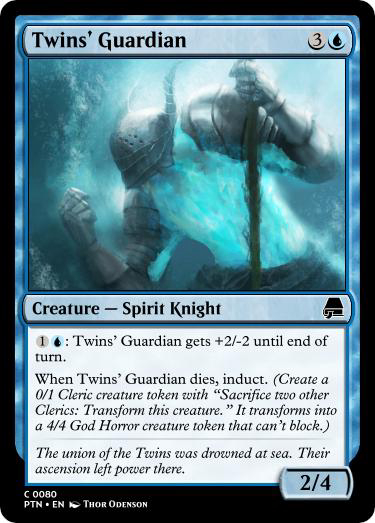 Twins' Guardian 3
1: Twins' Guardian gets +2/-2 until end of
turn.
When Twins' Guardian dies, induct. (Create a
0/1 Cleric creature token with “Sacrifice two other
Clerics: Transform this creature.” It transforms into
a 4/4 God Horror creature token that can't block.)
The union of the Twins was drowned at sea. Their
ascension left power there.
Creature — Spirit Knight
2/4
C 0080
PTN • EN Thor Odenson